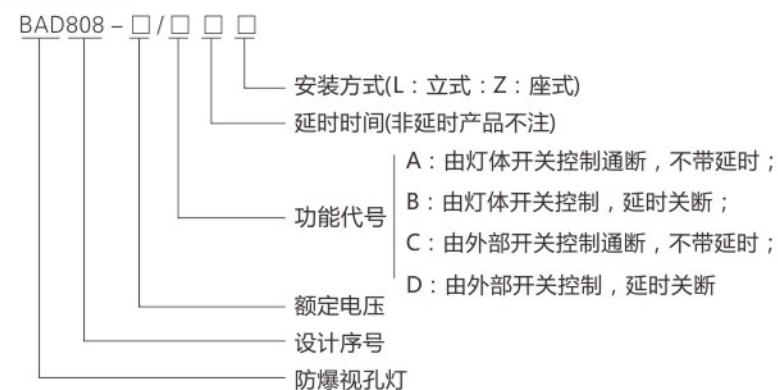 BAD808 – □ / □ □ □
安装方式(L：立式：Z：座式)
延时时间(非延时产品不注)
功能代号
A：由灯体开关控制通断，不带延时；
B：由灯体开关控制，延时关断；
C：由外部开关控制通断，不带延时；
D：由外部开关控制，延时关断
额定电压
设计序号
防爆视孔灯